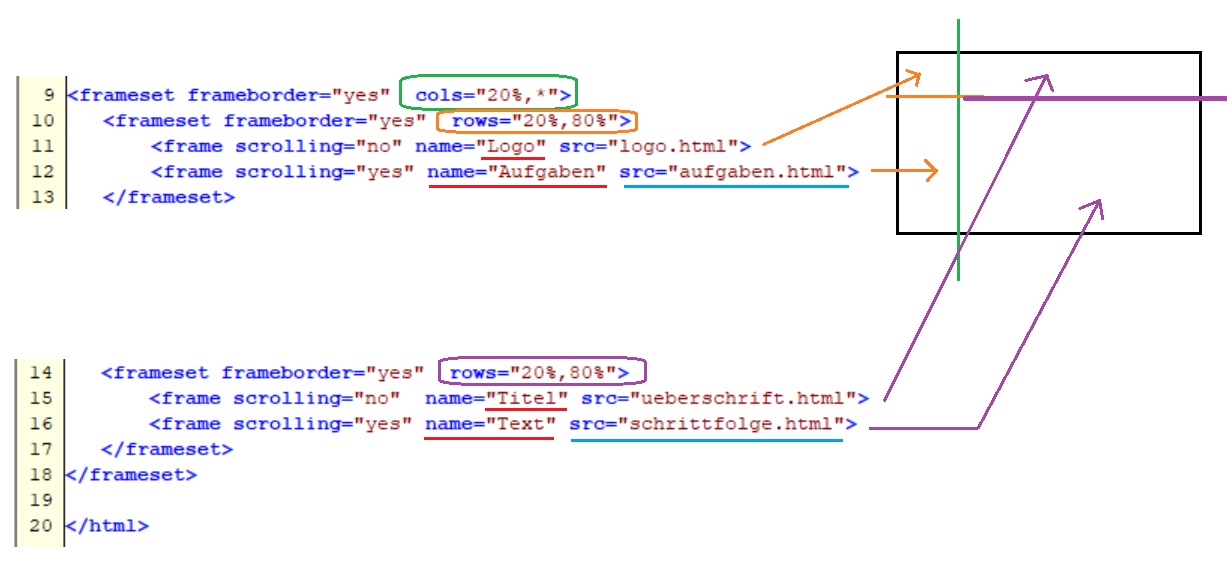 9 <frameset frameborder="yes" cols="20%,*">
10 <frameset frameborder="yes" rows="20%,80%">
11 <frame scrolling="no" name="Logo" src="logo.html">
12 <frame scrolling="yes" name="Aufgaben" src="aufgaben.html">
13 </frameset>
14 <frameset frameborder="yes" rows="20%,80%">
15 <frame scrolling="no" name="Titel" src="ueberschrift.html">
16 <frame scrolling="yes" name="Text" src="schrittfolge.html">
17 </frameset>
18 </frameset>
19
20 </html>